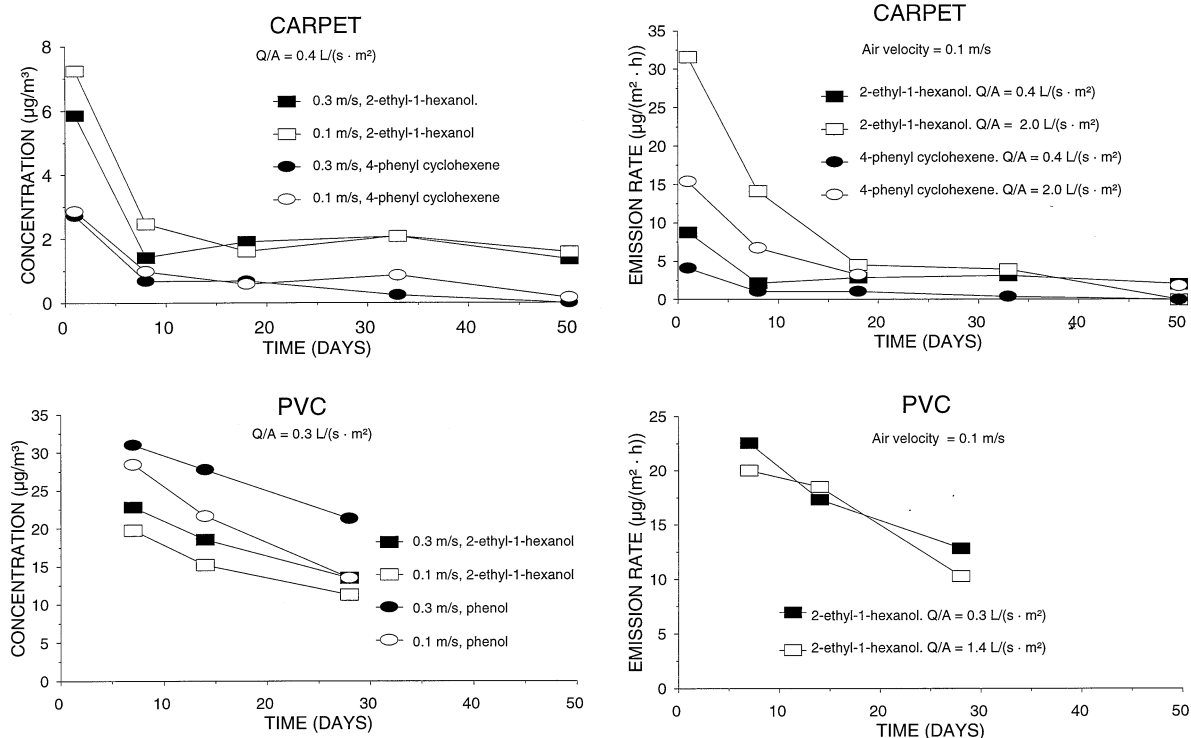 CARPET
Q/A = 0.4 L/(s · m²)
CONCENTRATION (µg/m³)
8
6
4
2
0
0.3 m/s, 2-ethyl-1-hexanol.
0.1 m/s, 2-ethyl-1-hexanol
0.3 m/s, 4-phenyl cyclohexene
0.1 m/s, 4-phenyl cyclohexene
0 10 20 30 40 50
TIME (DAYS)
CARPET
Air velocity = 0.1 m/s
EMISSION RATE (µg/(m² · h))
35
30
25
20
15
10
5
0
2-ethyl-1-hexanol. Q/A = 0.4 L/(s · m²)
2-ethyl-1-hexanol. Q/A = 2.0 L/(s · m²)
4-phenyl cyclohexene. Q/A = 0.4 L/(s · m²)
4-phenyl cyclohexene. Q/A = 2.0 L/(s · m²)
0 10 20 30 40 50
TIME (DAYS)
PVC
Q/A = 0.3 L/(s · m²)
CONCENTRATION (µg/m³)
35
30
25
20
15
10
5
0
0.3 m/s, 2-ethyl-1-hexanol
0.1 m/s, 2-ethyl-1-hexanol
0.3 m/s, phenol
0.1 m/s, phenol
0 10 20 30 40 50
TIME (DAYS)
PVC
Air velocity = 0.1 m/s
EMISSION RATE (µg/(m² · h))
25
20
15
10
5
0
2-ethyl-1-hexanol. Q/A = 0.3 L/(s · m²)
2-ethyl-1-hexanol. Q/A = 1.4 L/(s · m²)
0 10 20 30 40 50
TIME (DAYS)